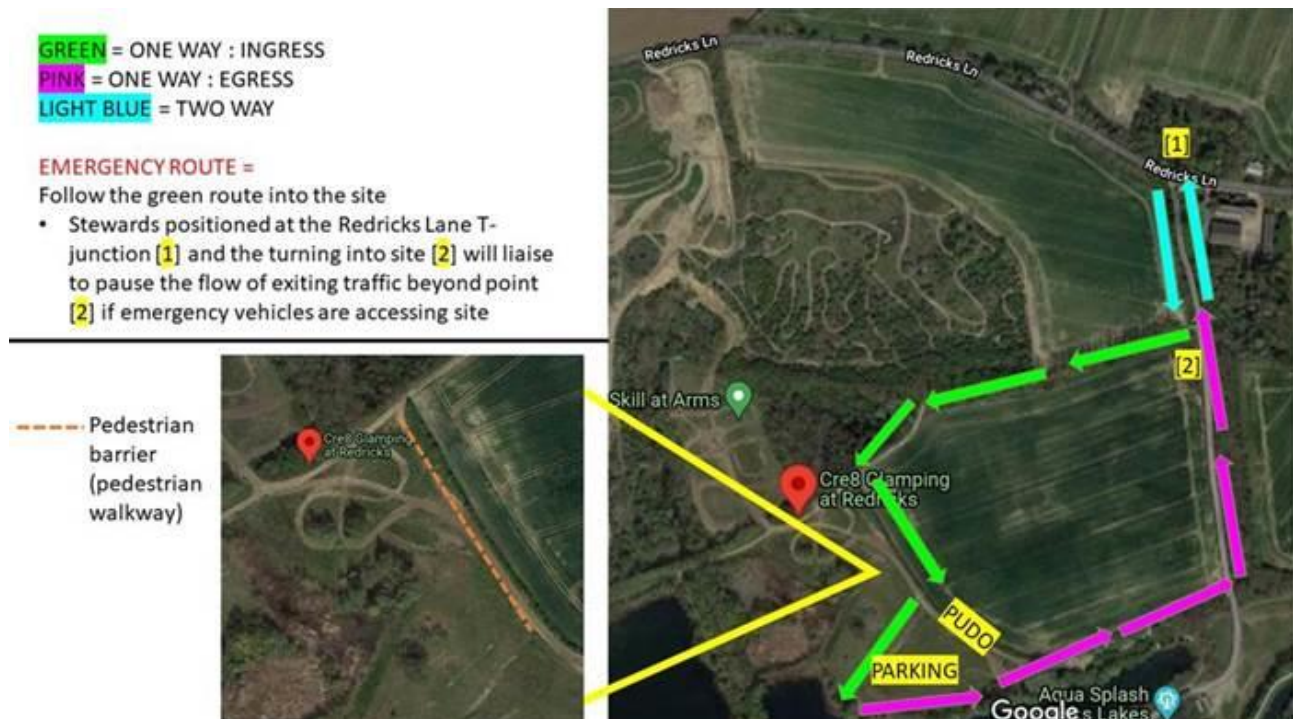 GREEN = ONE WAY : INGRESS
PINK = ONE WAY : EGRESS
LIGHT BLUE = TWO WAY
EMERGENCY ROUTE =
Follow the green route into the site
• Stewards positioned at the Redricks Lane T-
junction [1] and the turning into site [2] will liaise
to pause the flow of exiting traffic beyond point
[2] if emergency vehicles are accessing site
Pedestrian
barrier
(pedestrian
walkway)
Cre8 Glamping
at Redricks
Redricks Ln
Redricks Ln
[1]
Redricks Ln
[2]
Skill at Arms
Cre8 Glamping
at Redricks
PUDO
PARKING
Aqua Splash
Google s Lakes